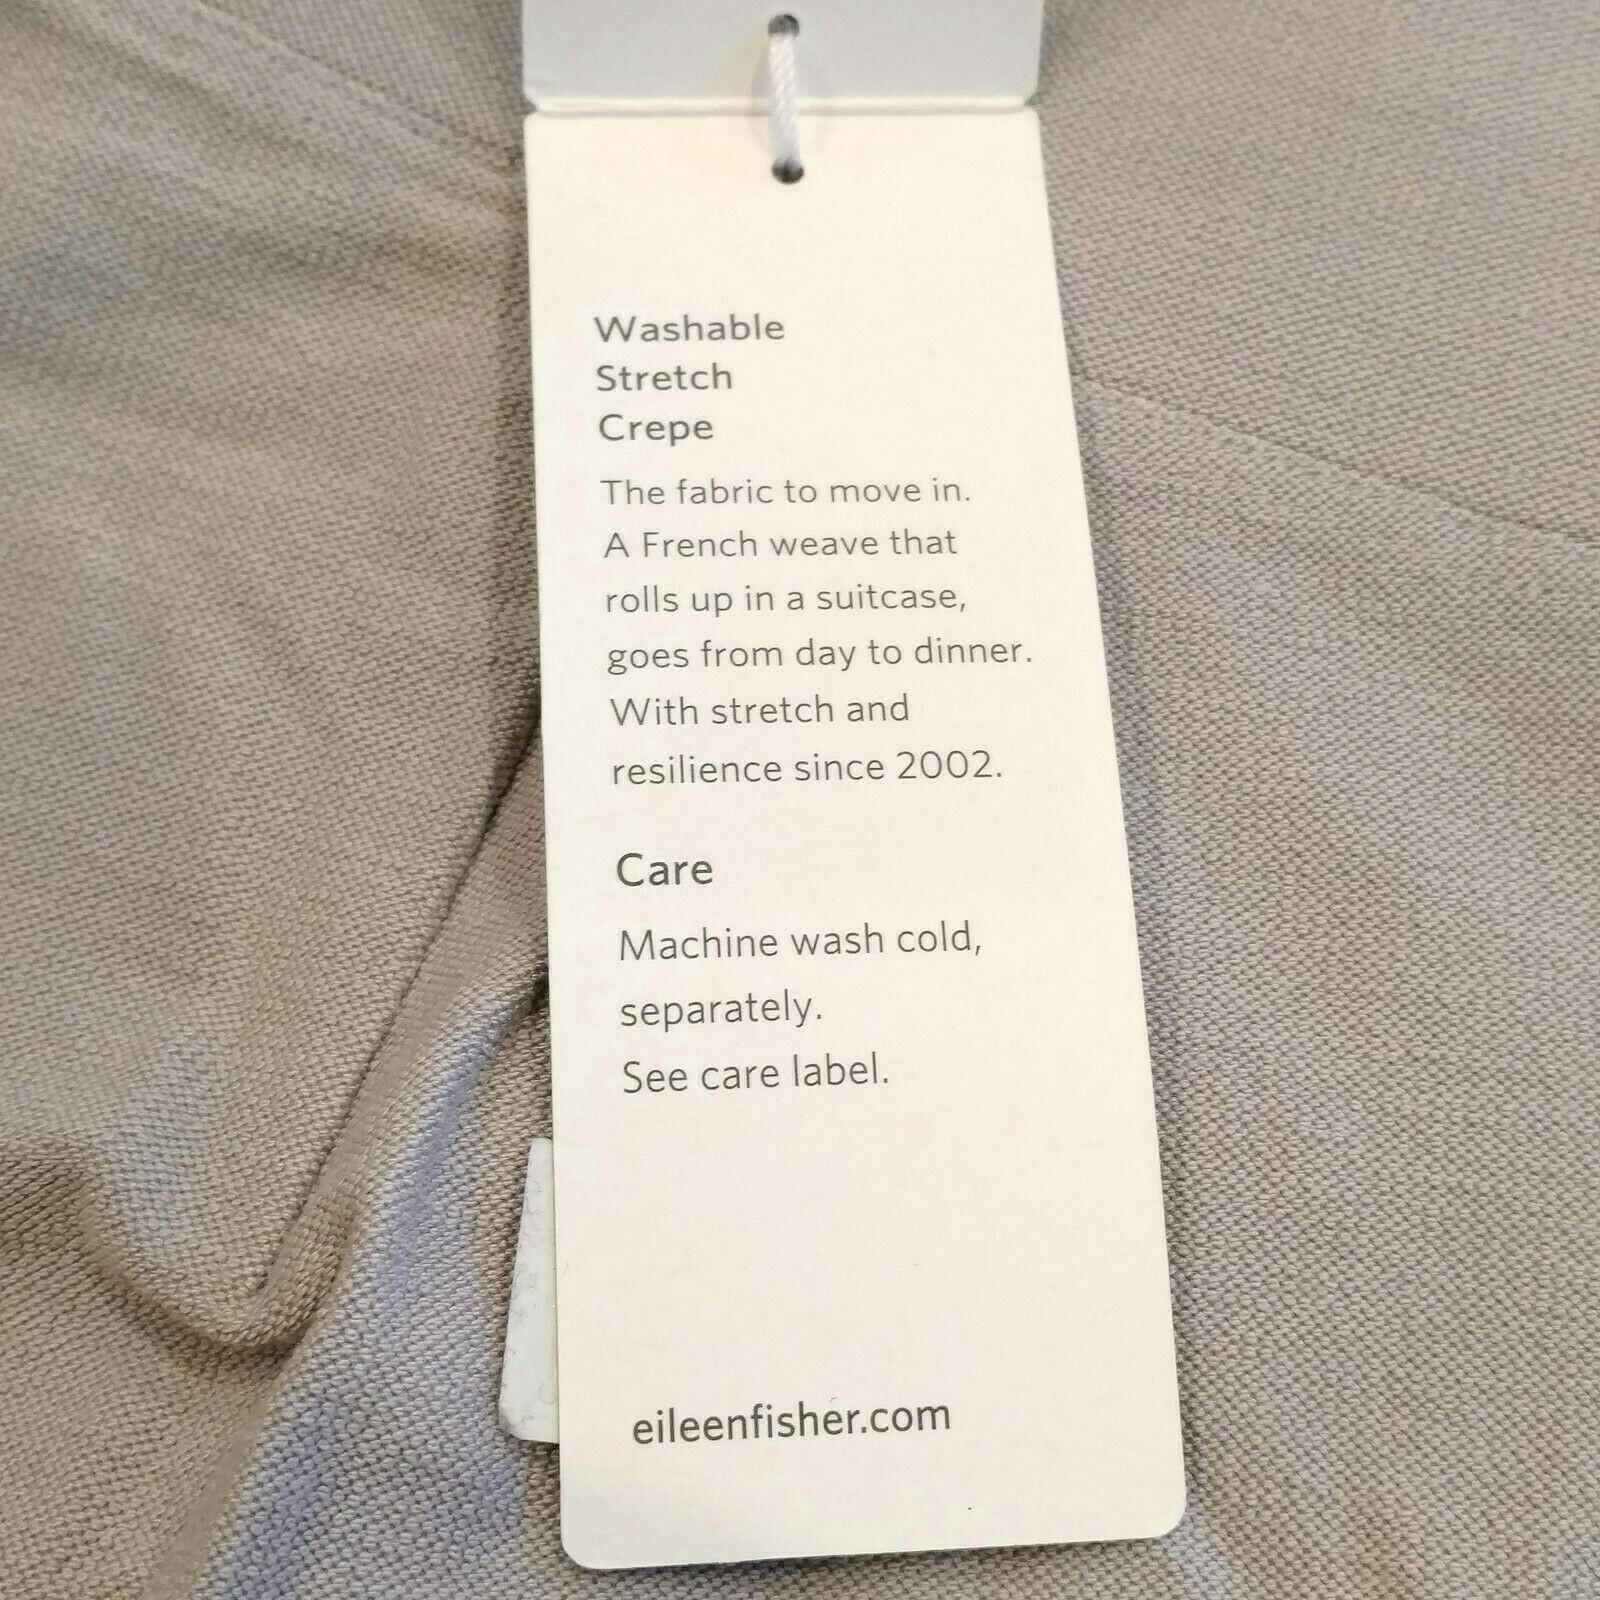 Washable
Stretch
Crepe
The fabric to move in.
A French weave that
rolls up in a suitcase,
goes from day to dinner.
With stretch and
resilience since 2002.
Care
Machine wash cold,
separately.
See care label.
eileenfisher.com